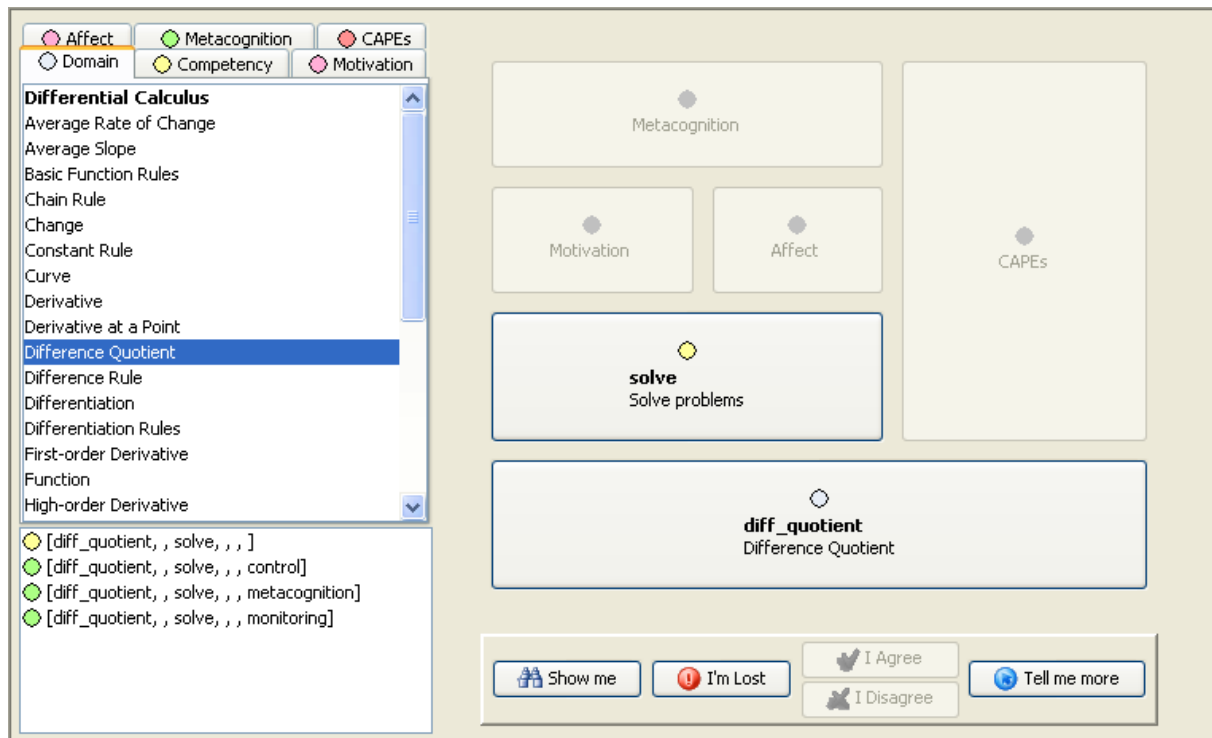 Affect
Metacognition
CAPEs
Domain
Competency
Motivation
Differential Calculus
Average Rate of Change
Average Slope
Basic Function Rules
Chain Rule
Change
Constant Rule
Curve
Derivative
Derivative at a Point
Difference Quotient
Difference Rule
Differentiation
Differentiation Rules
First-order Derivative
Function
High-order Derivative
[diff_quotient, , solve, , , ]
[diff_quotient, , solve, , , control]
[diff_quotient, , solve, , , metacognition]
[diff_quotient, , solve, , , monitoring]
Metacognition
Motivation
Affect
CAPEs
solve
Solve problems
diff_quotient
Difference Quotient
Show me
I'm Lost
I Agree
I Disagree
Tell me more